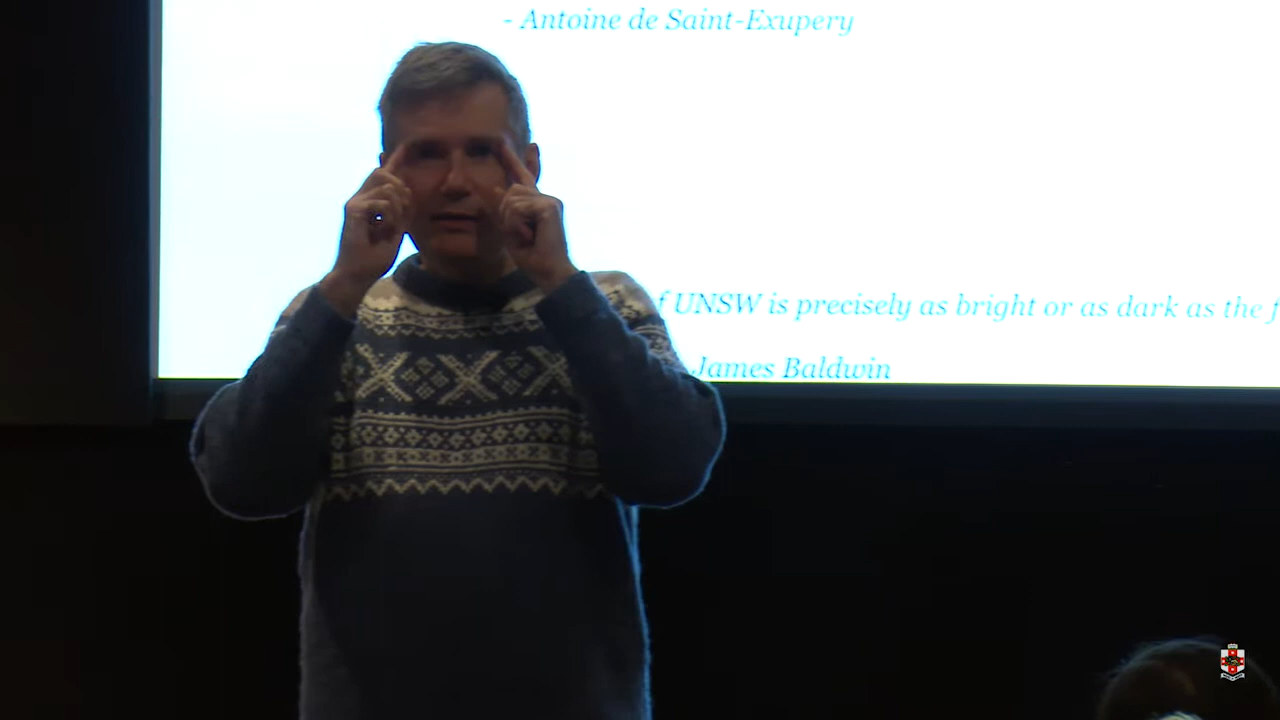 - Antoine de Saint-Exupery
f UNSW is precisely as bright or as dark as the f
James Baldwin